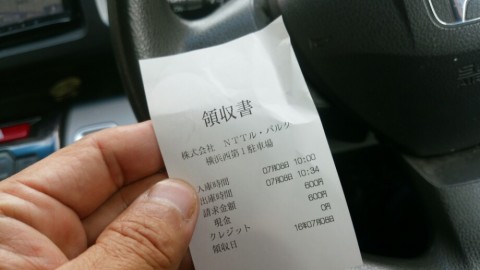 領収書
株式会社 NTTル・パルク
横浜西第1駐車場
入庫時間 07月08日 10:00
出庫時間 07月08日 10:34
請求金額 600円
現金 600円
クレジット 0円
領収日 16年07月08日